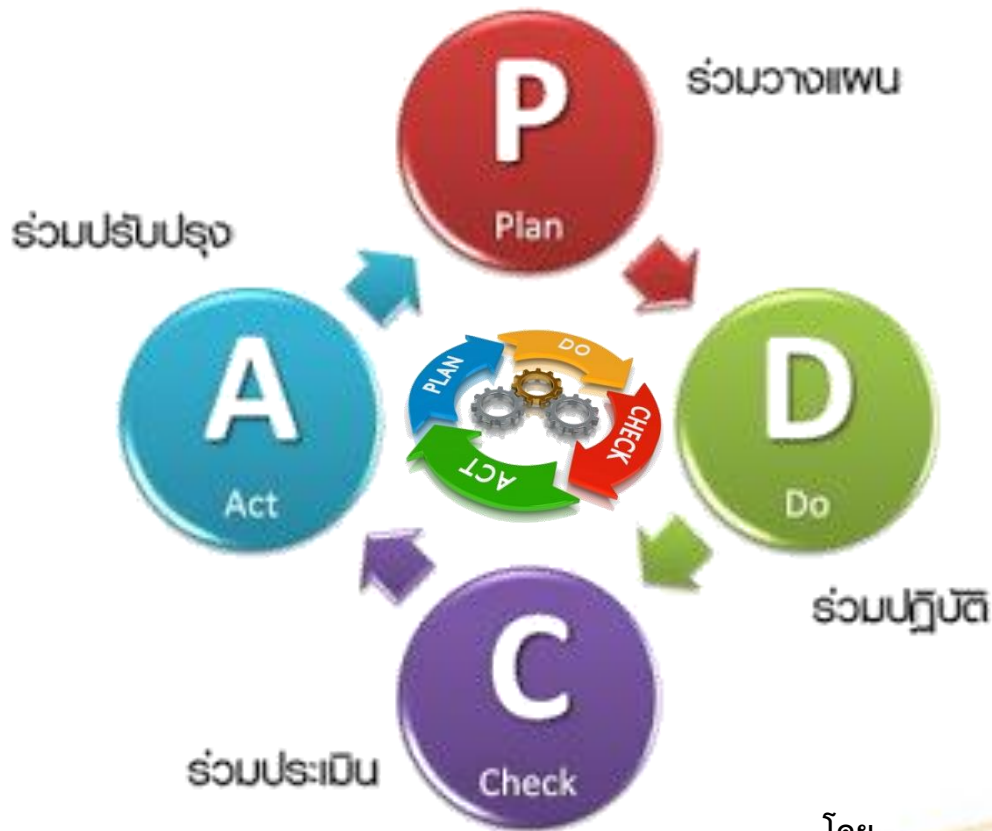 P
Plan
ร่วมวางแผน
ร่วมปรับปรุง
A
Act
PLAN
DO
CHECK
ACT
D
Do
ร่วมปฏิบัติ
C
Check
ร่วมประเมิน
โดย